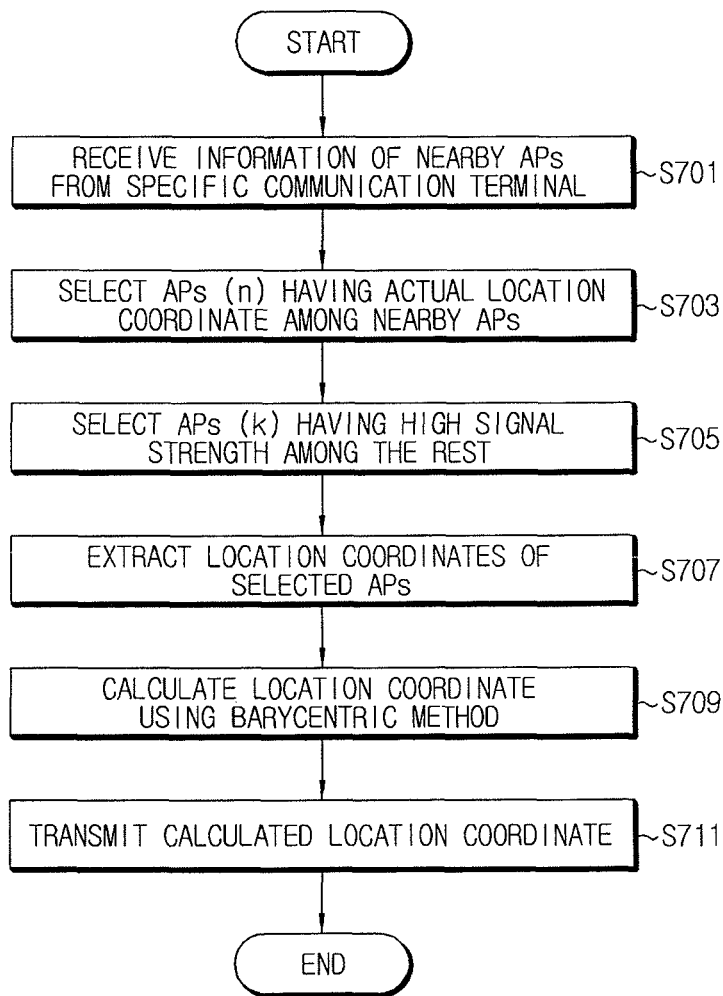 START
RECEIVE INFORMATION OF NEARBY APs
FROM SPECIFIC COMMUNICATION TERMINAL
S701
SELECT APs (n) HAVING ACTUAL LOCATION
COORDINATE AMONG NEARBY APs
S703
SELECT APs (k) HAVING HIGH SIGNAL
STRENGTH AMONG THE REST
S705
EXTRACT LOCATION COORDINATES OF
SELECTED APs
S707
CALCULATE LOCATION COORDINATE
USING BARYCENTRIC METHOD
S709
TRANSMIT CALCULATED LOCATION COORDINATE
S711
END